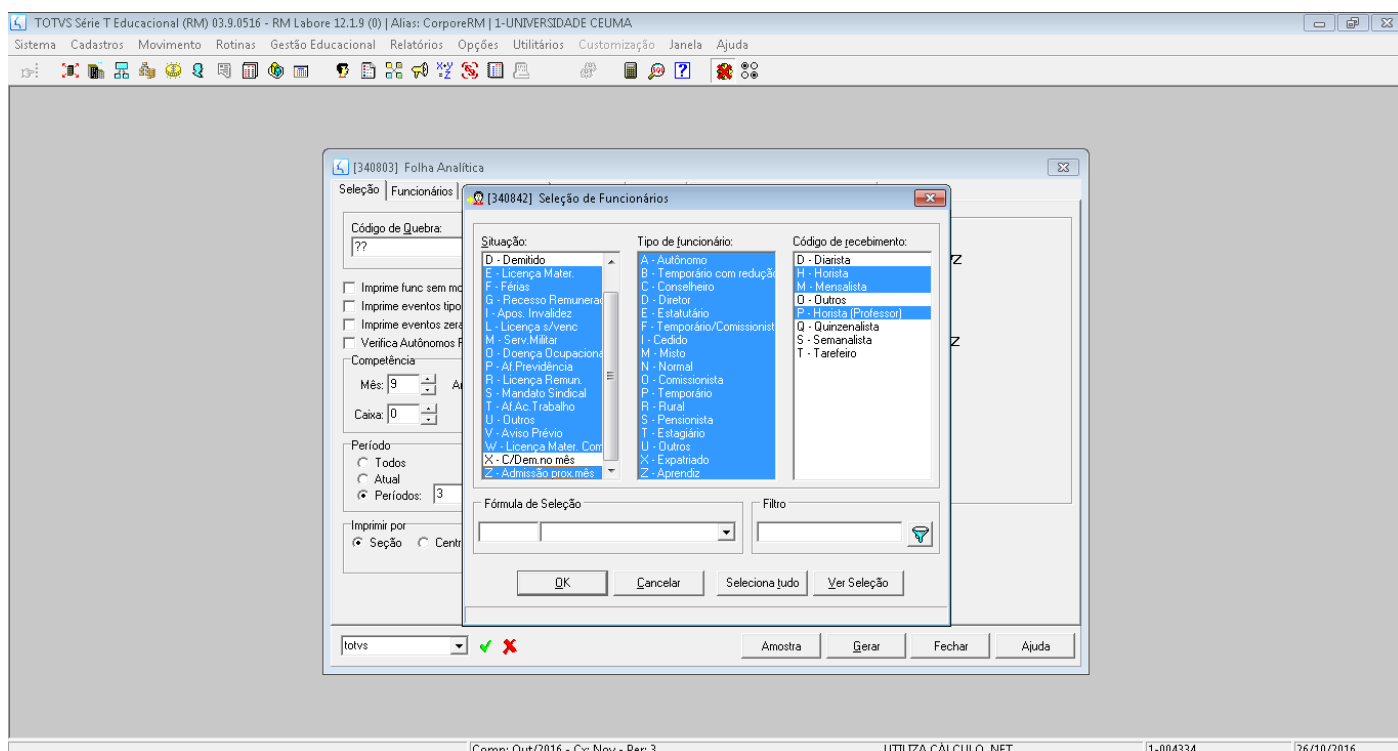 TOTVS Série T Educacional (RM) 03.9.0516 - RM Labore 12.1.9 (0) | Alias: CorporeRM | 1-UNIVERSIDADE CEUMA
Sistema Cadastros Movimento Rotinas Gestão Educacional Relatórios Opções Utilitários Customização Janela Ajuda
[340803] Folha Analítica
Seleção Funcionários
[340842] Seleção de Funcionários
Código de Quebra:
??
Imprime func sem mo
Imprime eventos tipo
Imprime eventos zera
Verifica Autônomos F
Competência
Mês: 9 A
Caixa: 0
Período
Todos
Atual
Períodos: 3
Imprimir por
Seção Centr
Situação:
D - Demitido
E - Licença Mater.
F - Férias
G - Recesso Remunerad
I - Apos. Invalidez
L - Licença s/venc
M - Serv.Militar
O - Doença Ocupaciona
P - Af.Previdência
R - Licença Remun.
S - Mandato Sindical
T - Af.Ac.Trabalho
U - Outros
V - Aviso Prévio
W - Licença Mater. Com
X - C/Dem.no mês
Z - Admissão prox.mês
Tipo de funcionário:
A - Autônomo
B - Temporário com redução
C - Conselheiro
D - Diretor
E - Estatutário
F - Temporário/Comissionist
I - Cedido
M - Misto
N - Normal
O - Comissionista
P - Temporário
R - Rural
S - Pensionista
T - Estagiário
U - Outros
X - Expatriado
Z - Aprendiz
Código de recebimento:
D - Diarista
H - Horista
M - Mensalista
O - Outros
P - Horista (Professor)
Q - Quinzenalista
S - Semanalista
T - Tarefeiro
Z
Z
Fórmula de Seleção
Filtro
OK Cancelar Seleciona tudo Ver Seleção
totvs Amostra Gerar Fechar Ajuda
Comp: Out/2016 - Cx: Nov - Per: 3 UTILIZA CÁLCULO .NET 1-004334 26/10/2016